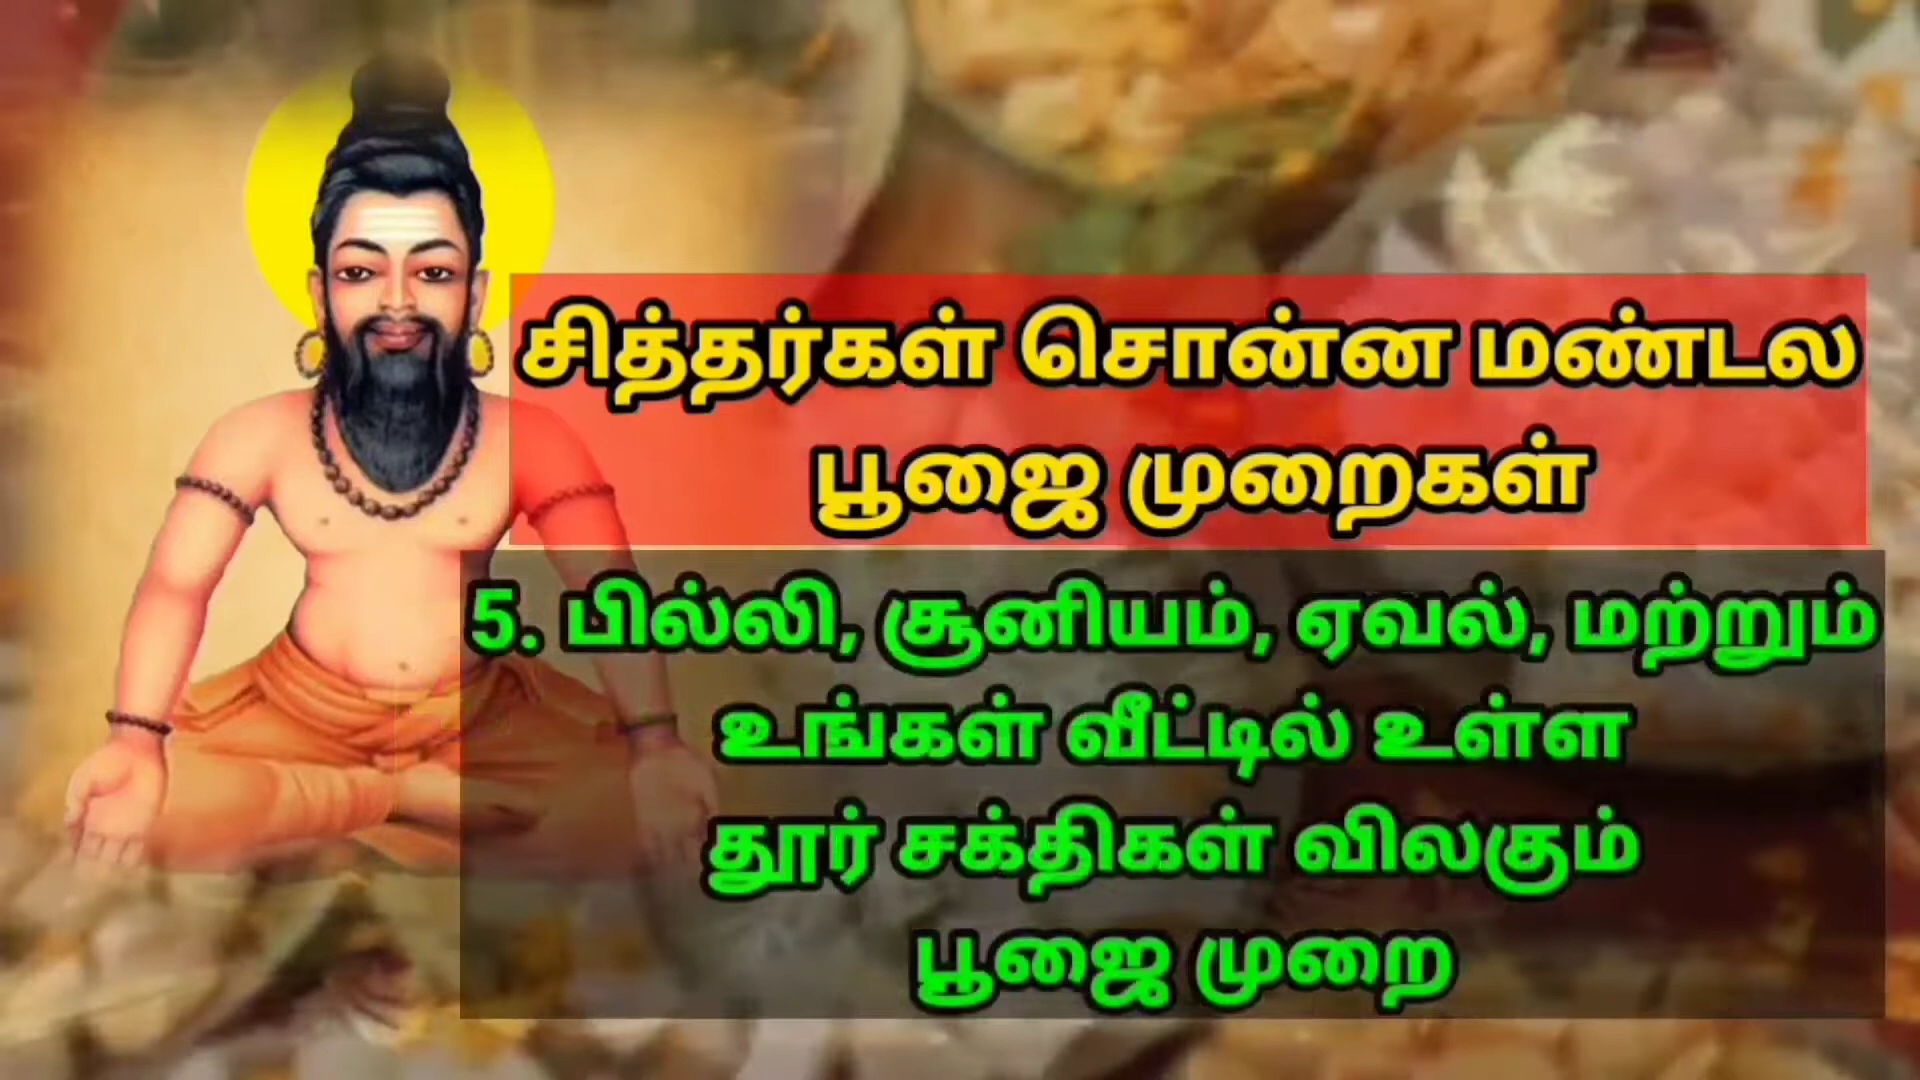 சித்தர்கள் சொன்ன மண்டல
பூஜை முறைகள்
5. பில்லி, சூனியம், ஏவல், மற்றும்
உங்கள் வீட்டில் உள்ள
தூர் சக்திகள் விலகும்
பூஜை முறை